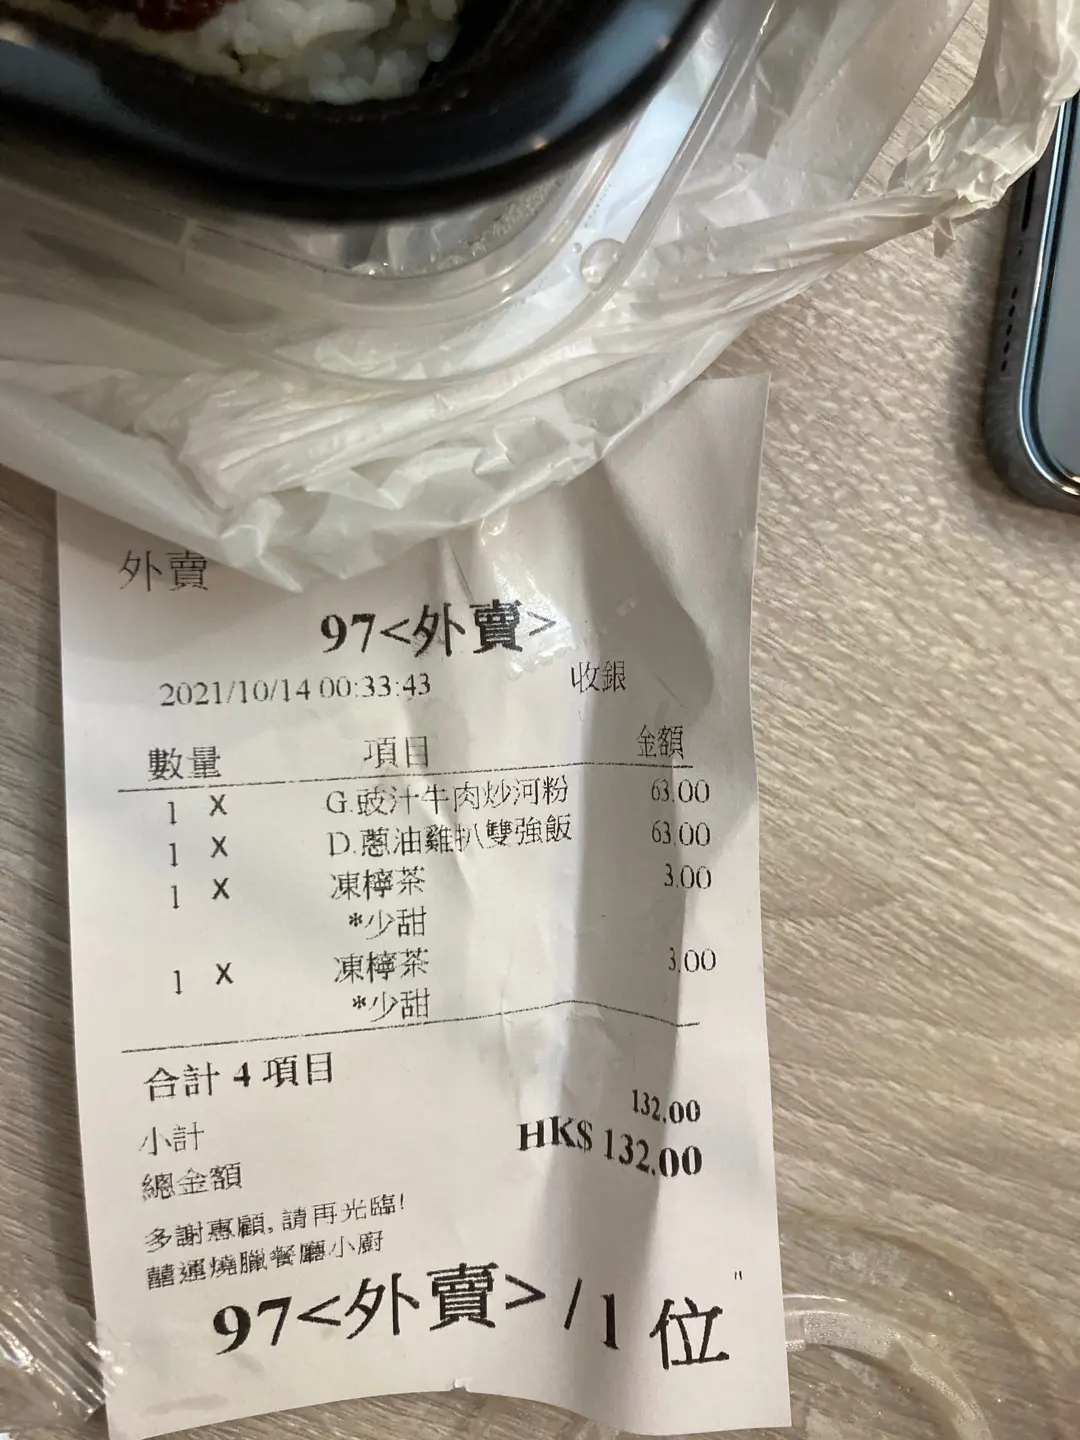 外賣
97<外賣>
2021/10/14 00:33:43 收銀
數量 項目 金額
1 X G.豉汁牛肉炒河粉 63.00
1 X D.蔥油雞扒雙強飯 63.00
1 X 凍檸茶 3.00
*少甜
1 X 凍檸茶 3.00
*少甜
合計 4 項目
小計 132.00
總金額 HK$ 132.00
多謝惠顧,請再光臨!
囍運燒臘餐廳小廚
97<外賣> /1 位
"